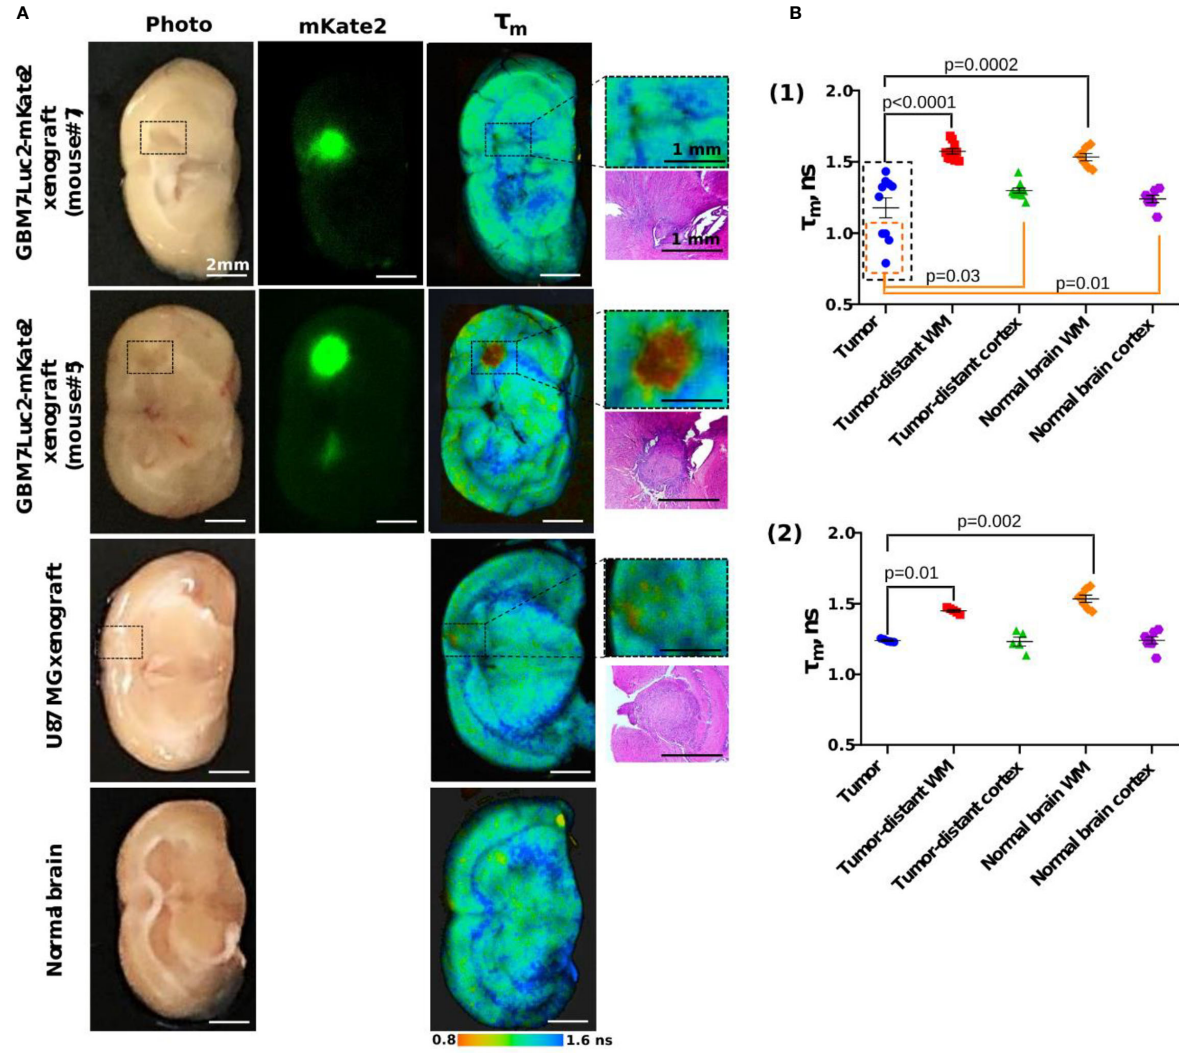 A
Photo
mKate2
τm
GBM7Luc2-mKate2
xenograft
(mouse#7)
2mm
1 mm
1 mm
GBM7Luc2-mKate2
xenograft
(mouse#5)
U87 MG xenograft
Normal brain
0.8
1.6 ns
B
(1)
p=0.0002
p<0.0001
2.0
1.5
1.0
0.5
τm, ns
p=0.03
p=0.01
Tumor
Tumor-distant WM
Tumor-distant cortex
Normal brain WM
Normal brain cortex
(2)
p=0.002
p=0.01
2.0
1.5
1.0
0.5
τm, ns
Tumor
Tumor-distant WM
Tumor-distant cortex
Normal brain WM
Normal brain cortex